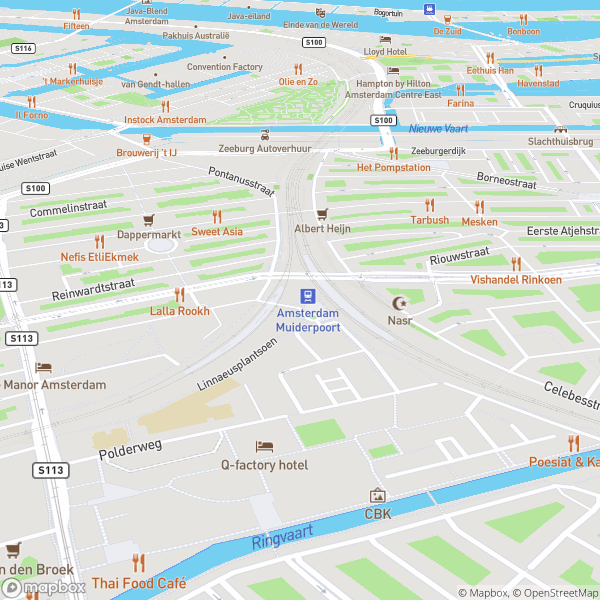 Java-Blend
Amsterdam
Java-eiland
Bogortuin
Fifteen
Pakhuis Australië
Einde van de Wereld
De Zuid
Bonboon
S116
S100
Lloyd Hotel
Convention Factory
't Markerhuisje
van Gendt-hallen
Olie en Zo
Hampton by Hilton
Amsterdam Centre East
Eethuis Han
Havenstad
Farina
Cruquius
Il Forno
Instock Amsterdam
S100
Nieuwe Vaart
Slachthuisbrug
Brouwerij 't IJ
Zeeburg Autoverhuur
Zeeburgerdijk
uise Wentstraat
Het Pompstation
S100
Pontanusstraat
Borneostraat
Commelinstraat
Dappermarkt
Sweet Asia
Albert Heijn
Tarbush
Mesken
Eerste Atjehstr
Nefis EtliEkmek
Riouwstraat
Vishandel Rinkoen
113
Reinwardtstraat
Lalla Rookh
Amsterdam
Muiderpoort
Nasr
S113
Linnaeusplantsoen
Manor Amsterdam
Celebesstr
Polderweg
S113
Q-factory hotel
Poesiat & Ka
CBK
Ringvaart
n den Broek
Thai Food Café
mapbox
© Mapbox, © OpenStreetMap